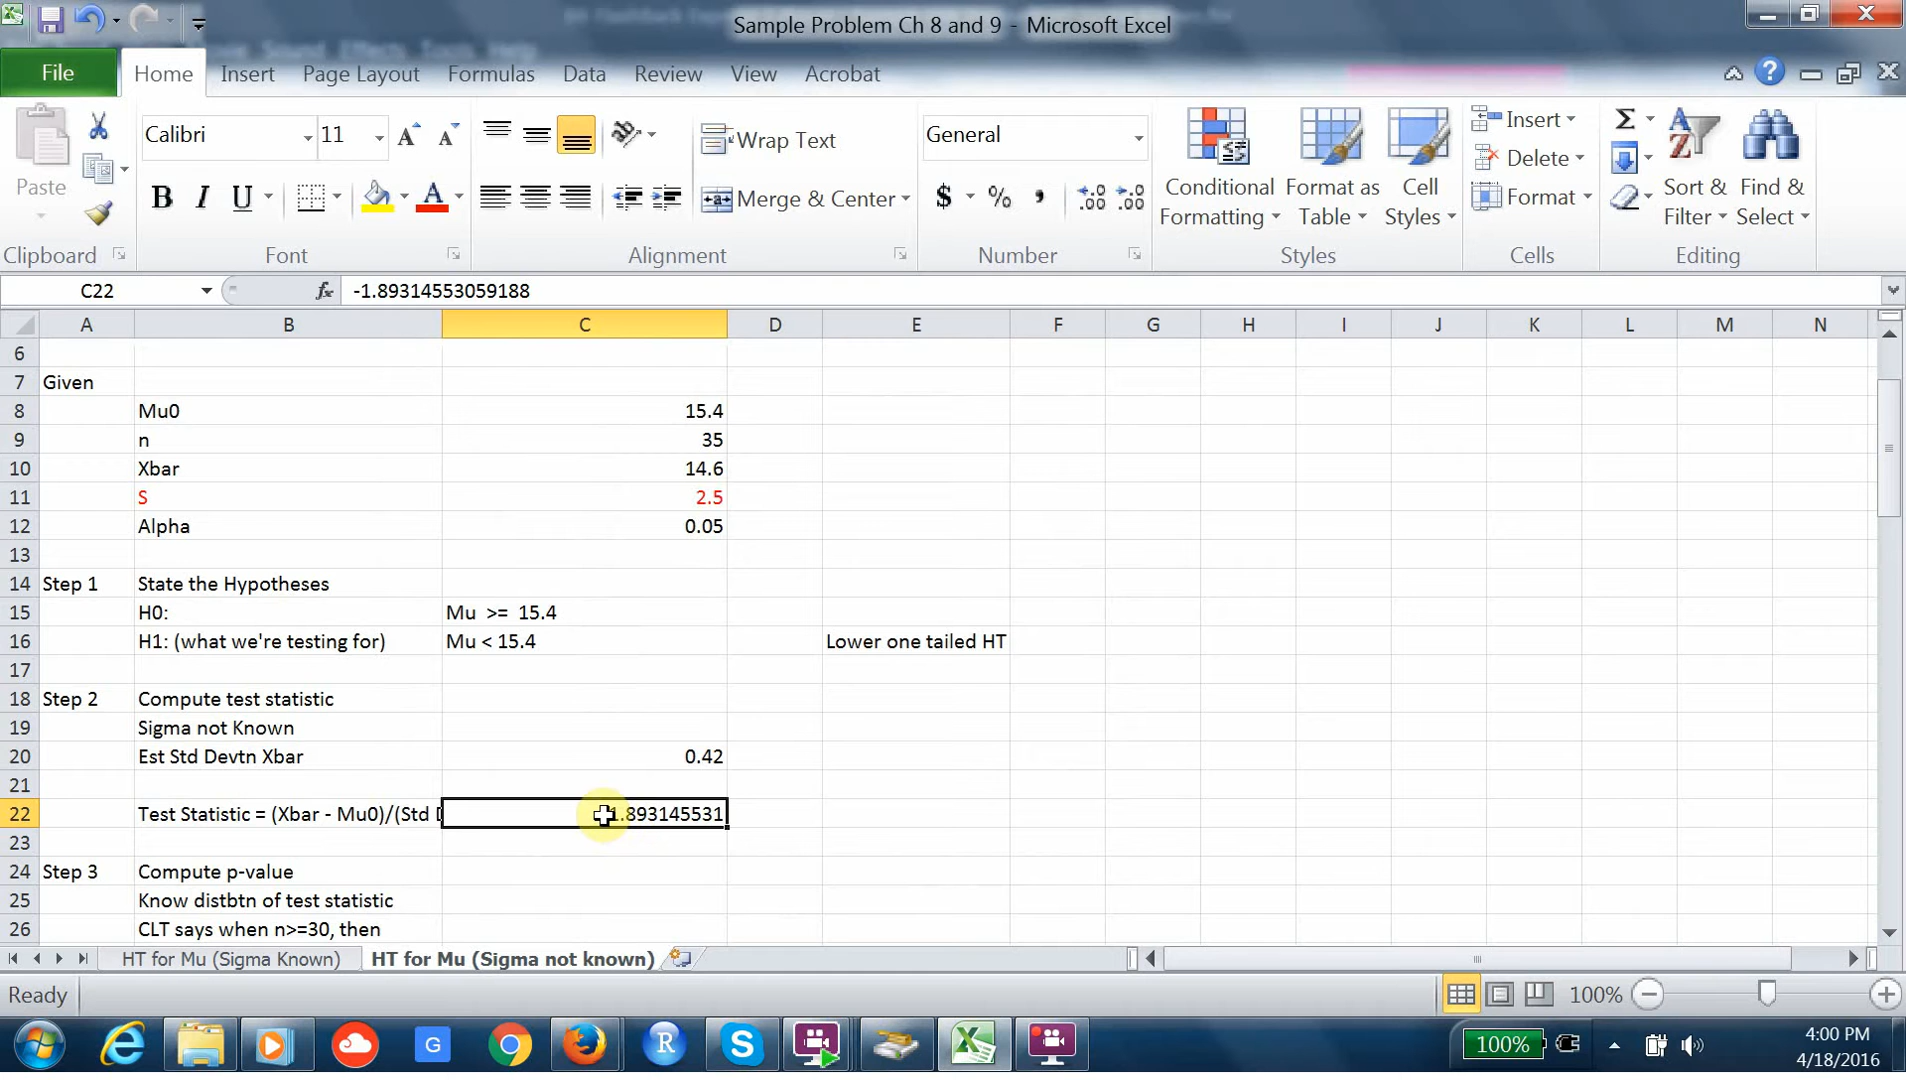 Sample Problem Ch 8 and 9 - Microsoft Excel
File Home Insert Page Layout Formulas Data Review View Acrobat
Paste
Clipboard
Calibri 11
B I U
Font
Wrap Text
Merge & Center
Alignment
General
$ % ,
Number
Conditional Formatting
Format as Table
Cell Styles
Styles
Insert
Delete
Format
Cells
Sort & Filter
Find & Select
Editing
C22 fx -1.89314553059188
A B C D E F G H I J K L M N
6
7 Given
8 Mu0 15.4
9 n 35
10 Xbar 14.6
11 S 2.5
12 Alpha 0.05
13
14 Step 1 State the Hypotheses
15 H0: Mu >= 15.4
16 H1: (what we're testing for) Mu < 15.4 Lower one tailed HT
17
18 Step 2 Compute test statistic
19 Sigma not Known
20 Est Std Devtn Xbar 0.42
21
22 Test Statistic = (Xbar - Mu0)/(Std 1.893145531
23
24 Step 3 Compute p-value
25 Know distbtn of test statistic
26 CLT says when n>=30, then
HT for Mu (Sigma Known) HT for Mu (Sigma not known)
Ready 100%
100%
4:00 PM
4/18/2016